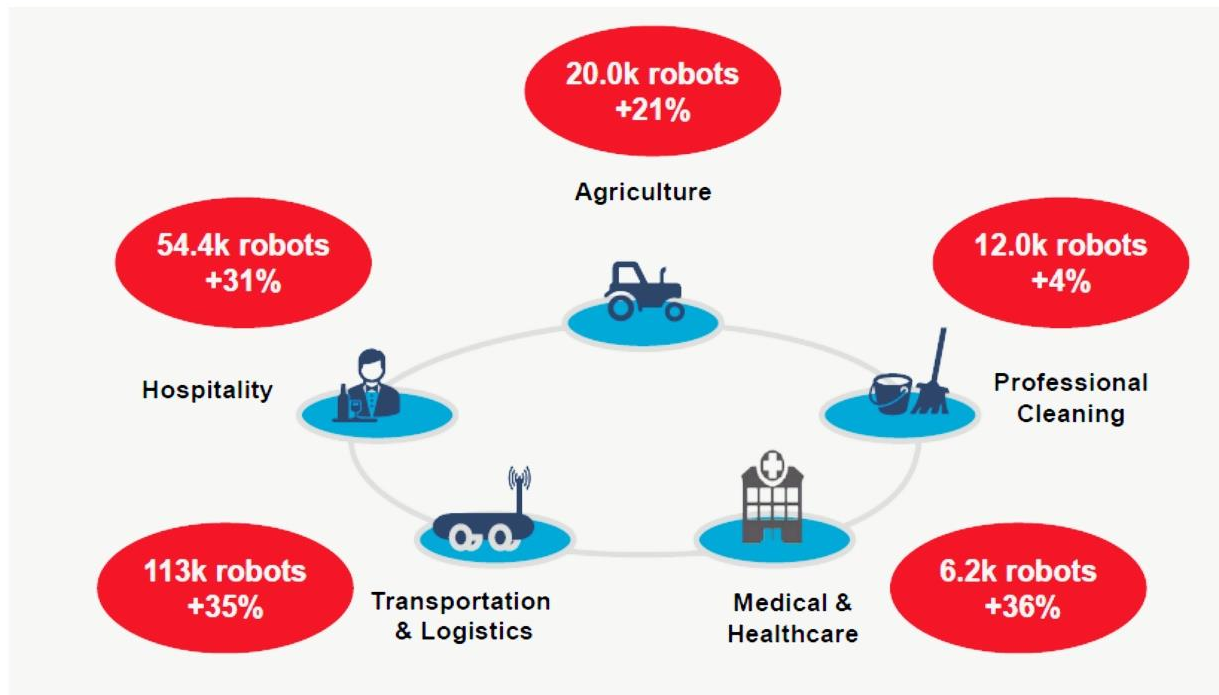 20.0k robots
+21%
Agriculture
54.4k robots
+31%
Hospitality
12.0k robots
+4%
Professional
Cleaning
113k robots
+35%
Transportation
& Logistics
Medical &
Healthcare
6.2k robots
+36%